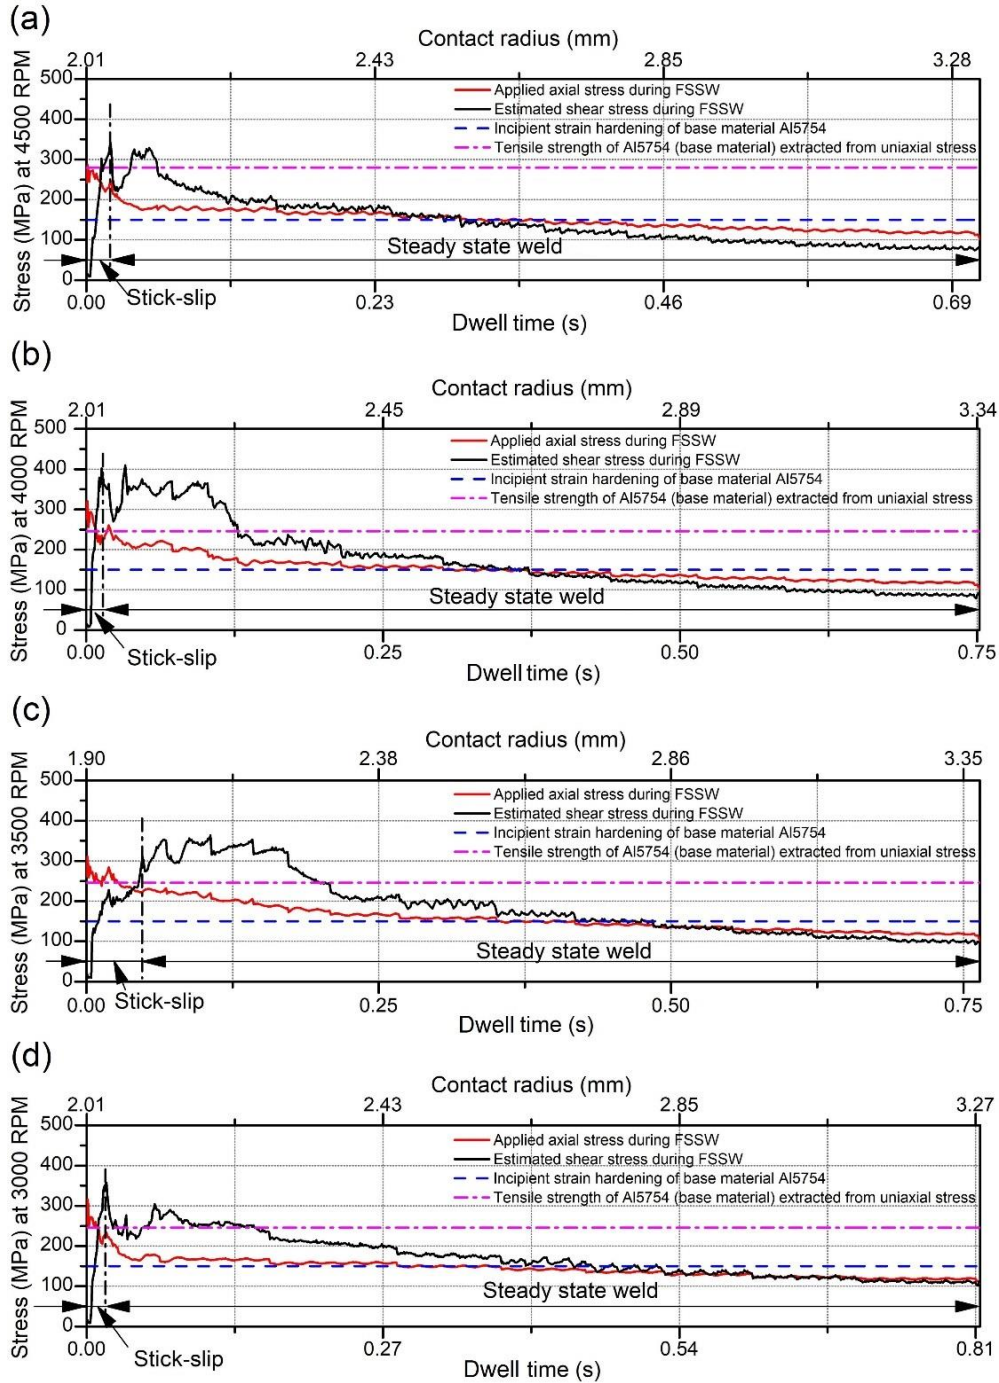 (a)
Contact radius (mm)
2.01 2.43 2.85 3.28
Stress (MPa) at 4500 RPM
500
400
300
200
100
0
Applied axial stress during FSSW
Estimated shear stress during FSSW
Incipient strain hardening of base material Al5754
Tensile strength of Al5754 (base material) extracted from uniaxial stress
Steady state weld
Stick-slip
0.00 0.23 0.46 0.69
Dwell time (s)
(b)
Contact radius (mm)
2.01 2.45 2.89 3.34
Stress (MPa) at 4000 RPM
500
400
300
200
100
0
Applied axial stress during FSSW
Estimated shear stress during FSSW
Incipient strain hardening of base material Al5754
Tensile strength of Al5754 (base material) extracted from uniaxial stress
Steady state weld
Stick-slip
0.00 0.25 0.50 0.75
Dwell time (s)
(c)
Contact radius (mm)
1.90 2.38 2.86 3.35
Stress (MPa) at 3500 RPM
500
400
300
200
100
0
Applied axial stress during FSSW
Estimated shear stress during FSSW
Incipient strain hardening of base material Al5754
Tensile strength of Al5754 (base material) extracted from uniaxial stress
Steady state weld
Stick-slip
0.00 0.25 0.50 0.75
Dwell time (s)
(d)
Contact radius (mm)
2.01 2.43 2.85 3.27
Stress (MPa) at 3000 RPM
500
400
300
200
100
0
Applied axial stress during FSSW
Estimated shear stress during FSSW
Incipient strain hardening of base material Al5754
Tensile strength of Al5754 (base material) extracted from uniaxial stress
Steady state weld
Stick-slip
0.00 0.27 0.54 0.81
Dwell time (s)